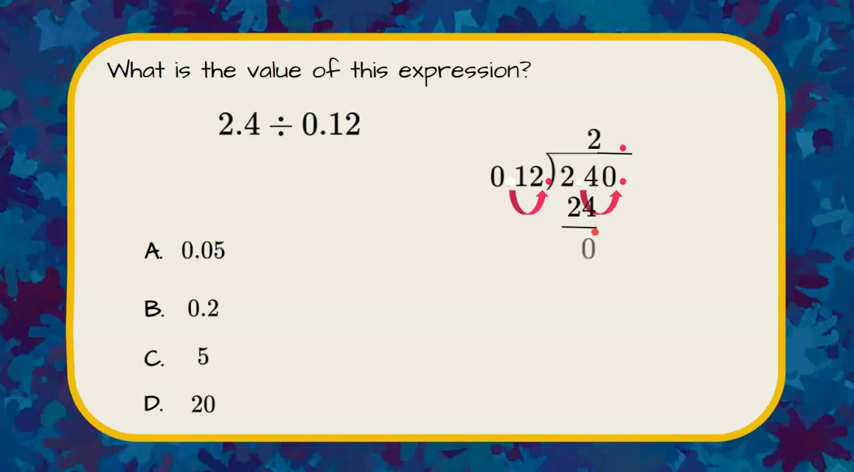 What is the value of this expression?
2.4 ÷ 0.12
2 .
0 12.)2 40.
24
0
A. 0.05
B. 0.2
C. 5
D. 20